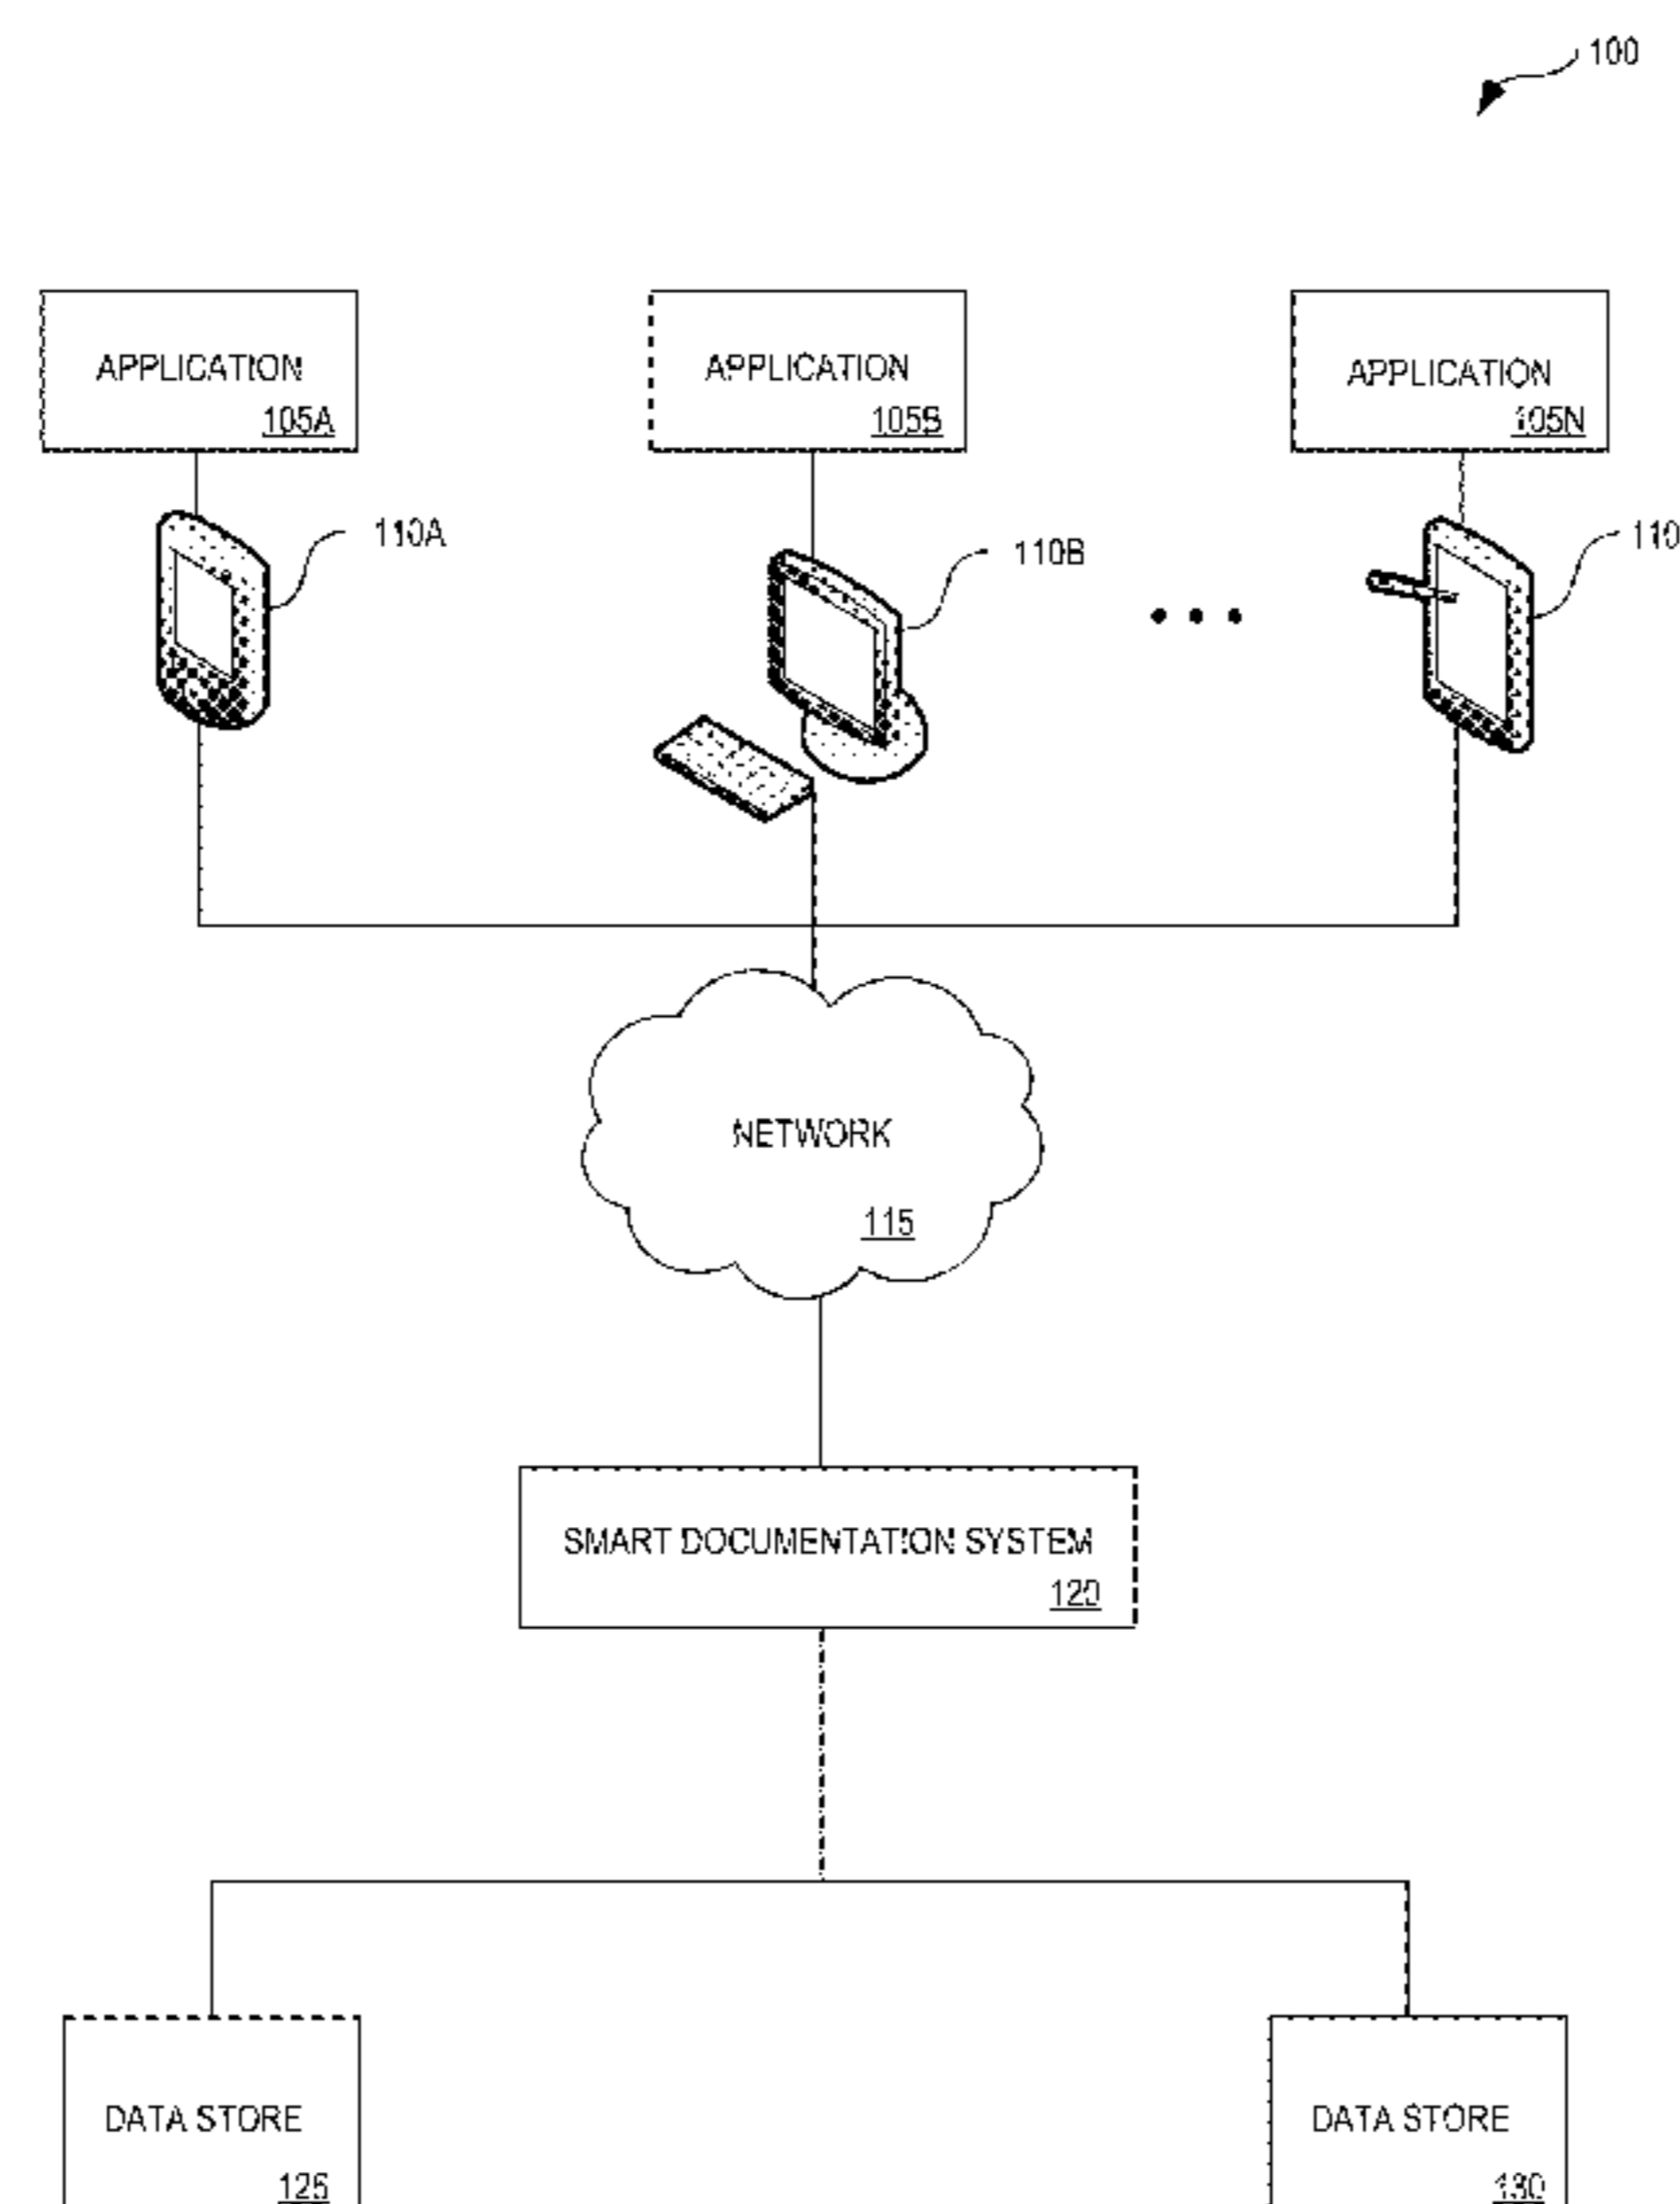 100
APPLICATION
105A
APPLICATION
105B
APPLICATION
105N
110A
110B
110
NETWORK
115
SMART DOCUMENTATION SYSTEM
120
DATA STORE
125
DATA STORE
130